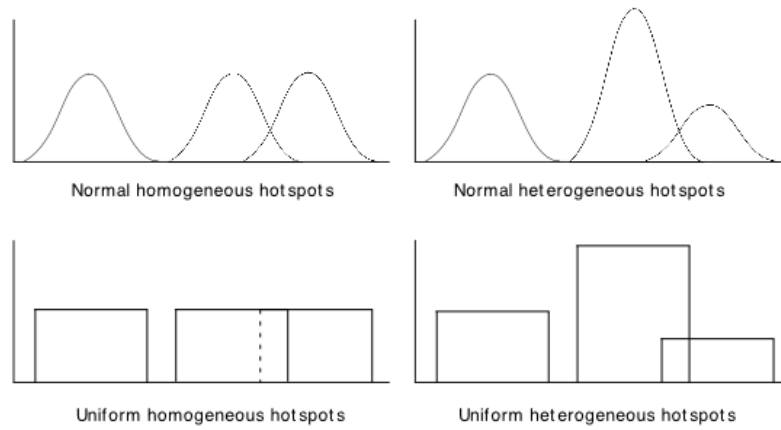 Normal homogeneous hotspots
Normal heterogeneous hotspots
Uniform homogeneous hotspots
Uniform heterogeneous hotspots